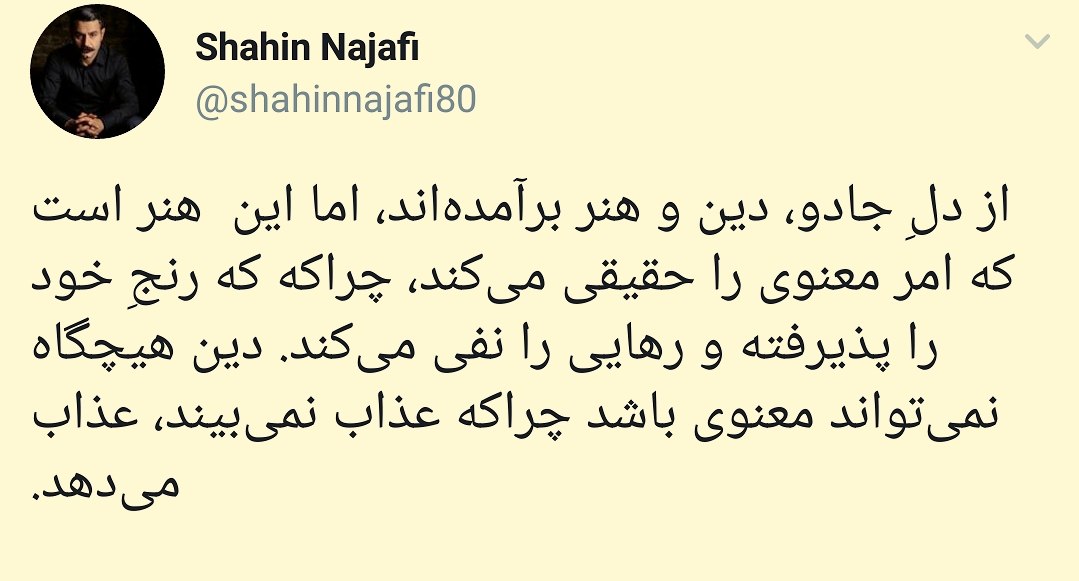 Shahin Najafi
@shahinnajafi80
از دلِ جادو، دین و هنر برآمده‌اند، اما این  هنر است
که امر معنوی را حقیقی می‌کند، چراکه که رنجِ خود
را پذیرفته و رهایی را نفی می‌کند. دین هیچگاه
نمی‌تواند معنوی باشد چراکه عذاب نمی‌بیند، عذاب
می‌دهد.